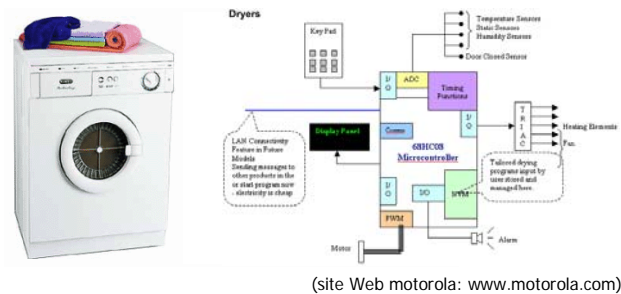 Dryers
Key Pad
Temperature Sensors
Static Sensors
Humidity Sensors
Door Closed Sensor
I/
O
ADC
Timing
Functions
I/
O
T
R
I
A
C
Heating Elements
Fan
LAN Connectivity
Feature in Future
Models
Sending messages to
other products in the
or start program now
- electricity is cheap
Display Panel
Comms
68HC08
Microcontroller
Tailored drying
programs input by
user stored and
managed here.
I/
O
I/O
NVM
PWM
Motor
Alarm
(site Web motorola: www.motorola.com)